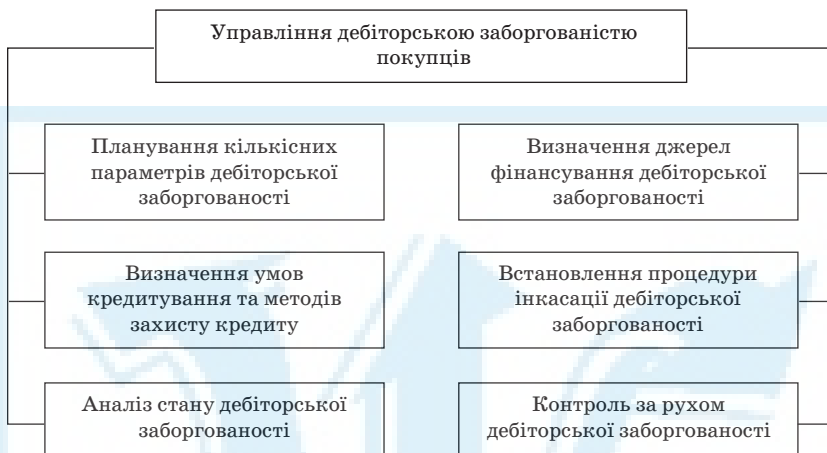 Управління дебіторською заборгованістю
покупців
Планування кількісних
параметрів дебіторської
заборгованості
Визначення джерел
фінансування дебіторської
заборгованості
Визначення умов
кредитування та методів
захисту кредиту
Встановлення процедури
інкасації дебіторської
заборгованості
Аналіз стану дебіторської
заборгованості
Контроль за рухом
дебіторської заборгованості